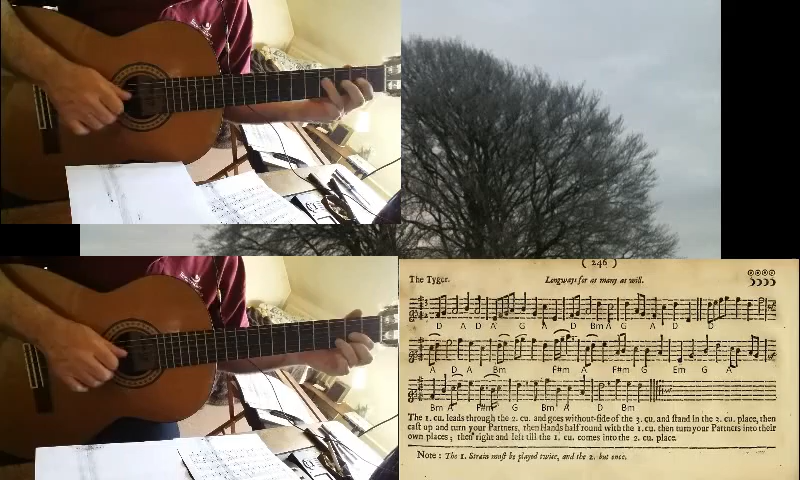 ( 246 )
The Tyger.
Longways for as many as will.
D A D A G A D Bm A G A D D
A D A Bm F#m A F#m G Em G A
Bm A F#m G Bm A D Bm
The 1. cu. leads through the 2. cu. and goes without-side of the 3. cu. and stand in the 2. cu. place, then
cast up and turn your Partners, then Hands half round with the 1. cu. then turn your Partners into their
own places; then right and left till the 1. cu. comes into the 2. cu. place.
Note: The 1. Strain must be played twice, and the 2. but once.